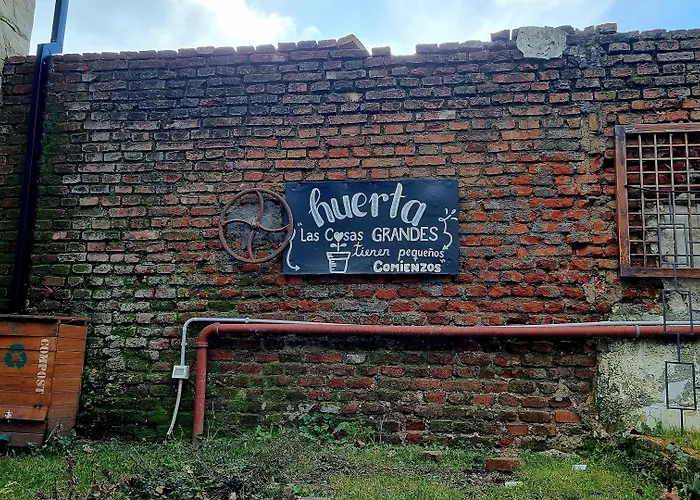 huerta
"Las Cosas GRANDES
tienen pequeños
COMIENZOS"
COMPOST